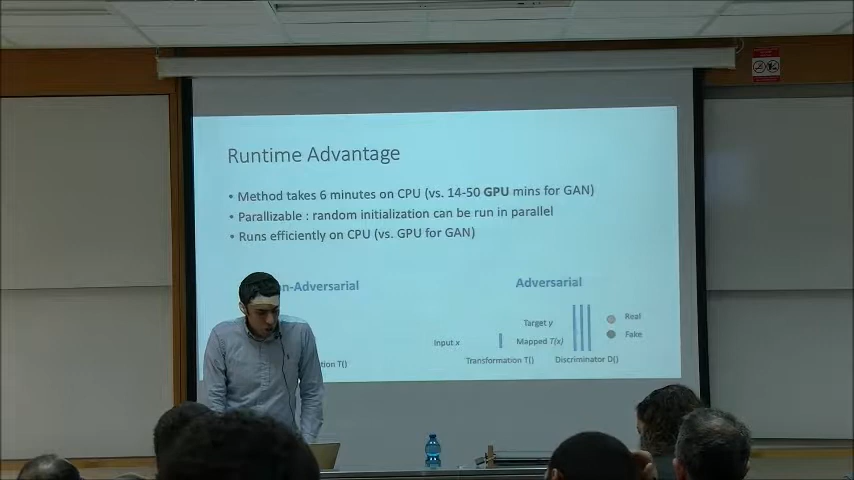 Runtime Advantage
• Method takes 6 minutes on CPU (vs. 14-50 GPU mins for GAN)
• Parallizable : random initialization can be run in parallel
• Runs efficiently on CPU (vs. GPU for GAN)
n-Adversarial
Adversarial
Target y
Real
Input x
Mapped T(x)
Fake
tion T()
Transformation T()
Discriminator D()